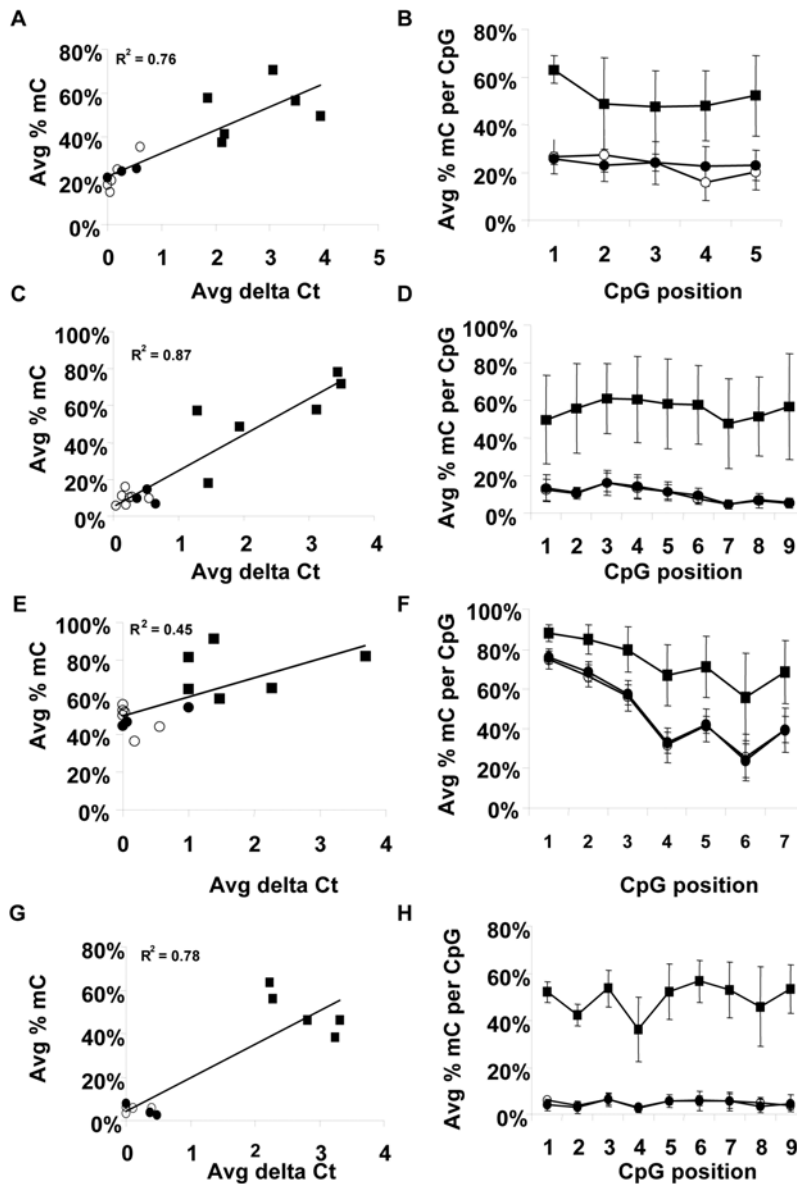 A
80%
60%
40%
20%
0%
R² = 0.76
Avg % mC
0 1 2 3 4 5
Avg delta Ct
B
80%
60%
40%
20%
0%
Avg % mC per CpG
1 2 3 4 5
CpG position
C
100%
80%
60%
40%
20%
0%
R² = 0.87
Avg % mC
0 1 2 3 4
Avg delta Ct
D
100%
80%
60%
40%
20%
0%
Avg % mC per CpG
1 2 3 4 5 6 7 8 9
CpG position
E
100%
80%
60%
40%
20%
0%
R² = 0.45
Avg % mC
0 1 2 3 4
Avg delta Ct
F
100%
80%
60%
40%
20%
0%
Avg % mC per CpG
1 2 3 4 5 6 7
CpG position
G
80%
60%
40%
20%
0%
R² = 0.78
Avg % mC
0 1 2 3 4
Avg delta Ct
H
80%
60%
40%
20%
0%
Avg % mC per CpG
1 2 3 4 5 6 7 8 9
CpG position